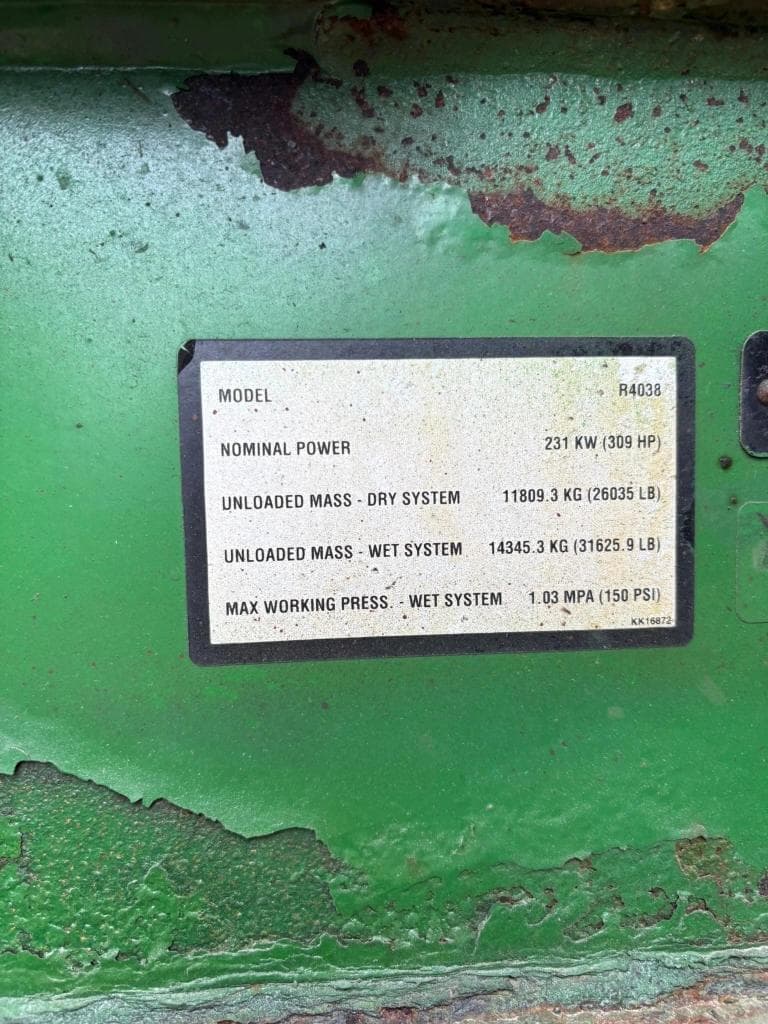 MODEL R4038
NOMINAL POWER 231 KW (309 HP)
UNLOADED MASS - DRY SYSTEM 11809.3 KG (26035 LB)
UNLOADED MASS - WET SYSTEM 14345.3 KG (31625.9 LB)
MAX WORKING PRESS. - WET SYSTEM 1.03 MPA (150 PSI)
KK16872